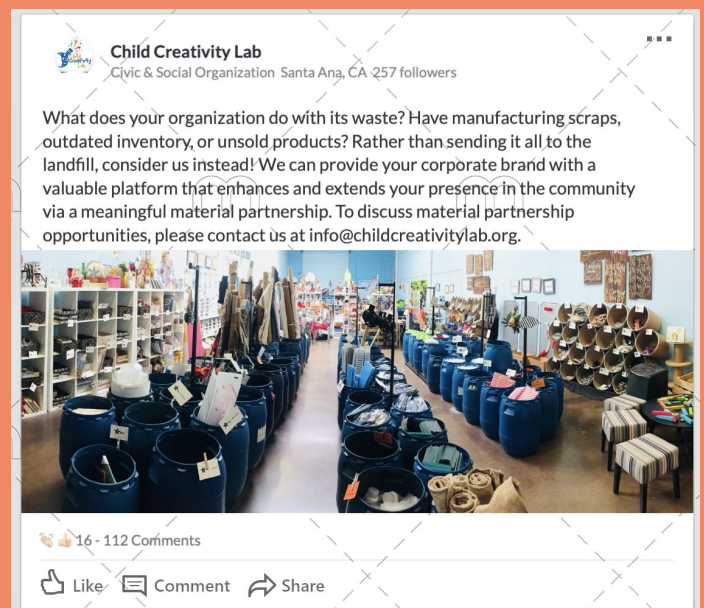 Child Creativity Lab
Civic & Social Organization Santa Ana, CA 257 followers
What does your organization do with its waste? Have manufacturing scraps,
outdated inventory, or unsold products? Rather than sending it all to the
landfill, consider us instead! We can provide your corporate brand with a
valuable platform that enhances and extends your presence in the community
via a meaningful material partnership. To discuss material partnership
opportunities, please contact us at info@childcreativitylab.org.
16 - 112 Comments
Like Comment Share